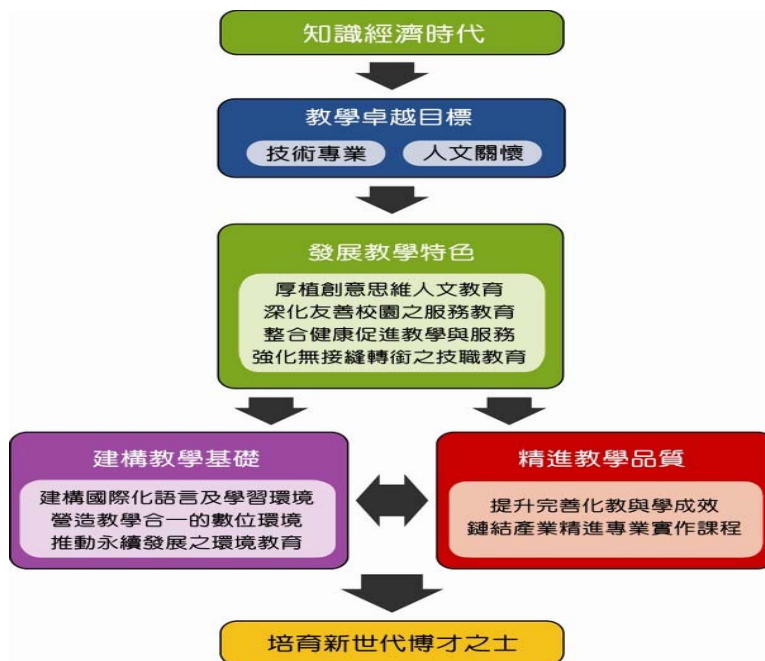 知識經濟時代
教學卓越目標
技術專業
人文關懷
發展教學特色
厚植創意思維人文教育
深化友善校園之服務教育
整合健康促進教學與服務
強化無接縫轉銜之技職教育
建構教學基礎
建構國際化語言及學習環境
營造教學合一的數位環境
推動永續發展之環境教育
精進教學品質
提升完善化教與學成效
鏈結產業精進專業實作課程
培育新世代博才之士